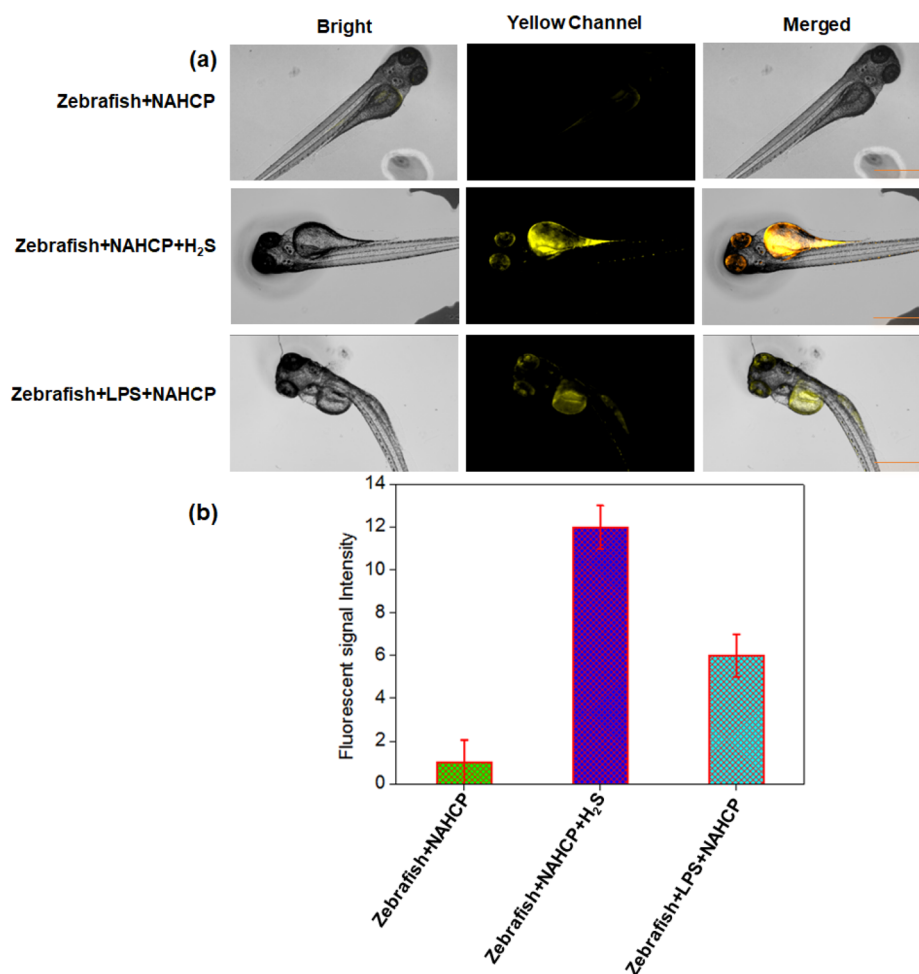 Bright Yellow Channel Merged
(a)
Zebrafish+NAHCP
Zebrafish+NAHCP+H₂S
Zebrafish+LPS+NAHCP
(b)
14
12
10
8
6
4
2
0
Fluorescent signal Intensity
Zebrafish+NAHCP
Zebrafish+NAHCP+H₂S
Zebrafish+LPS+NAHCP